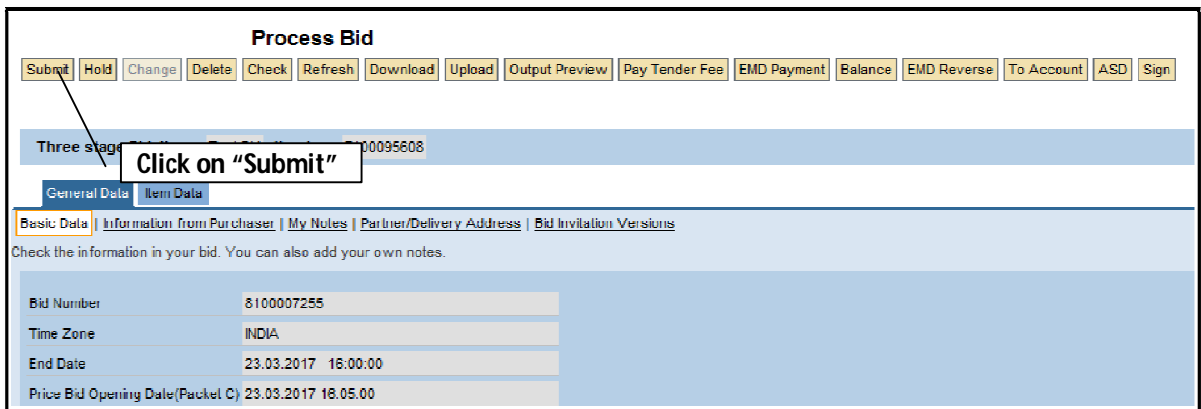 Process Bid
Submit Hold Change Delete Check Refresh Download Upload Output Preview Pay Tender Fee EMD Payment Balance EMD Reverse To Account ASD Sign
Three stage 00095608
Click on “Submit”
General Data Item Data
Basic Data | Information from Purchaser | My Notes | Partner/Delivery Address | Bid Invitation Versions
Check the information in your bid. You can also add your own notes.
Bid Number 8100007255
Time Zone INDIA
End Date 23.03.2017 16:00:00
Price Bid Opening Date(Packet C) 23.03.2017 16.05.00